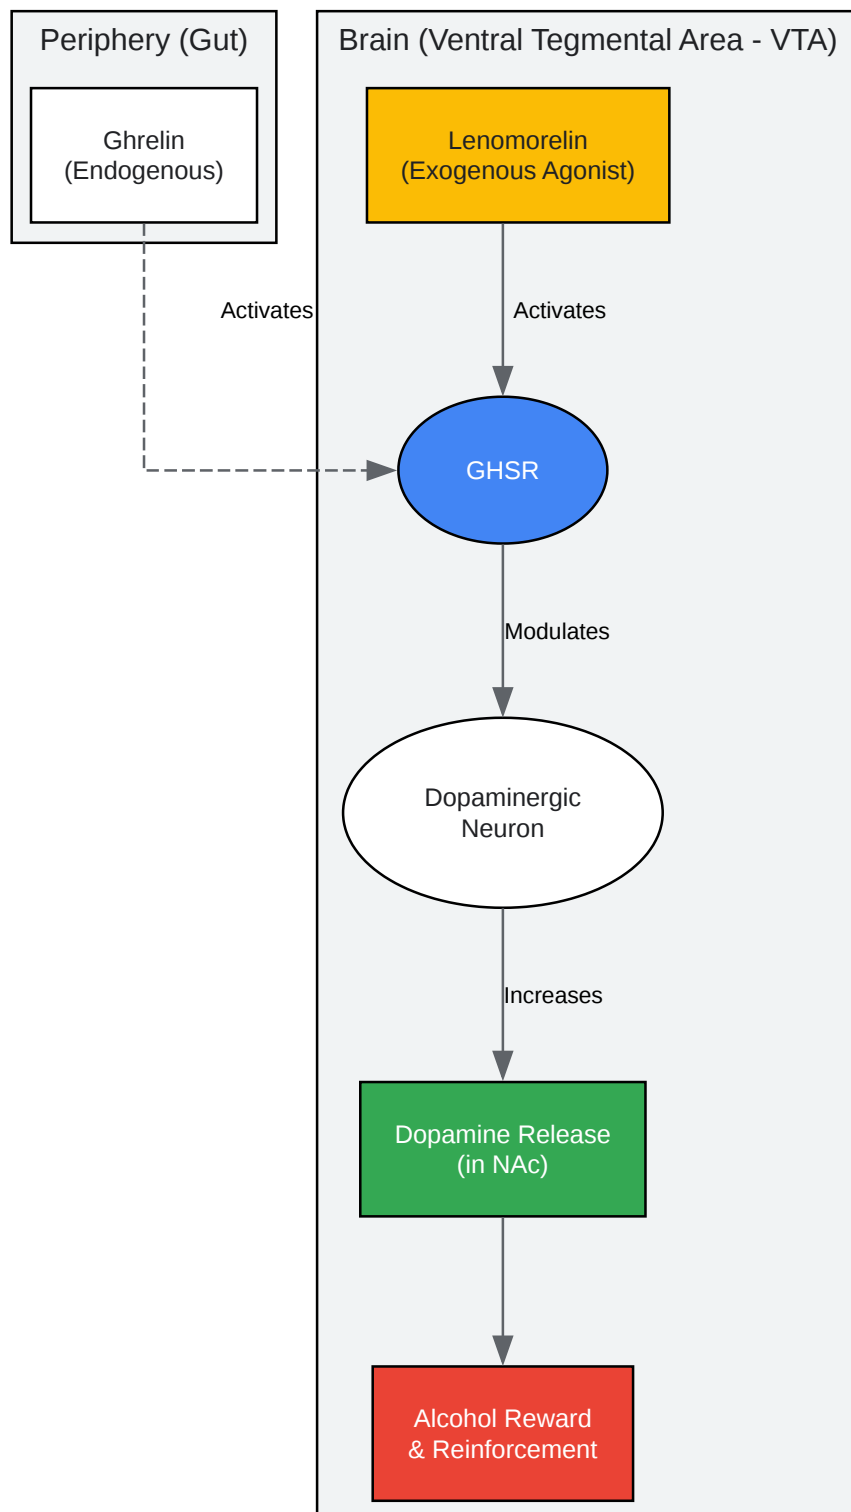 Periphery (Gut)
Brain (Ventral Tegmental Area - VTA)
Ghrelin
(Endogenous)
Lenomorelin
(Exogenous Agonist)
Activates
Activates
GHSR
Modulates
Dopaminergic
Neuron
Increases
Dopamine Release
(in NAc)
Alcohol Reward
& Reinforcement